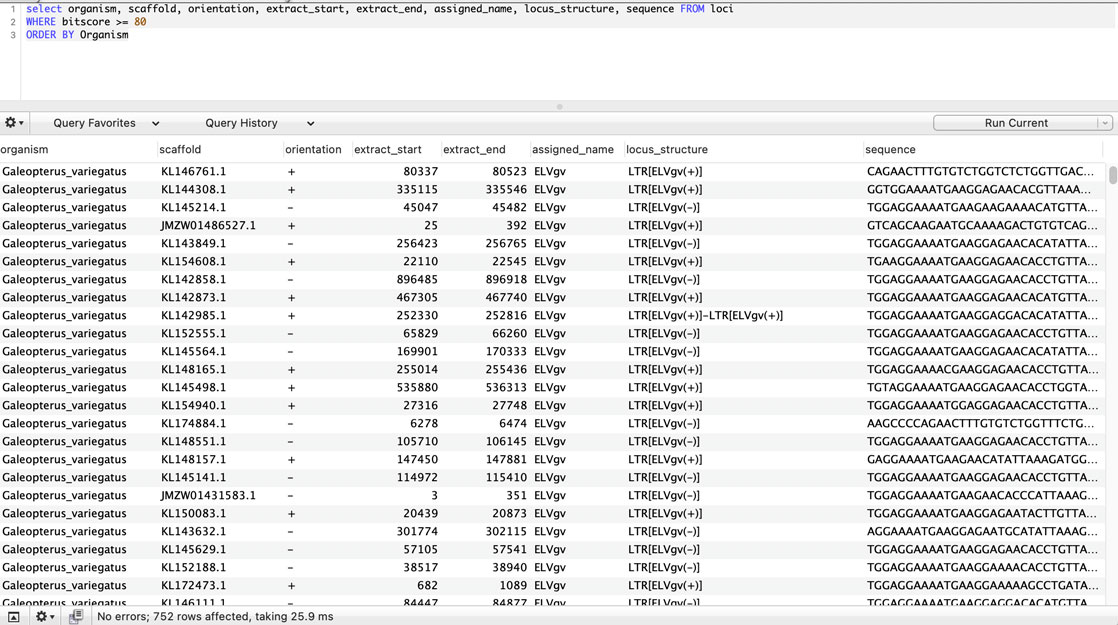 1 select organism, scaffold, orientation, extract_start, extract_end, assigned_name, locus_structure, sequence FROM loci
2 WHERE bitscore >= 80
3 ORDER BY Organism
Query Favorites Query History Run Current
organism scaffold orientation extract_start extract_end assigned_name locus_structure sequence
Galeopterus_variegatus KL146761.1 + 80337 80523 ELVgv LTR[ELVgv(+)] CAGAACTTTGTGTCTGGTCTCTGGTTGAC...
Galeopterus_variegatus KL144308.1 + 335115 335546 ELVgv LTR[ELVgv(+)] GGTGGAAAATGAAGGAGAACACGTTAAA...
Galeopterus_variegatus KL145214.1 – 45047 45482 ELVgv LTR[ELVgv(–)] TGGAGGAAAATGAAGAAGAAAACATGTTA...
Galeopterus_variegatus JMZW01486527.1 + 25 392 ELVgv LTR[ELVgv(+)] GTCAGCAAGAATGCAAAAGACTGTGTCAG...
Galeopterus_variegatus KL143849.1 – 256423 256765 ELVgv LTR[ELVgv(–)] TGGAGGAAAATGAAGGAGAACACATATTA...
Galeopterus_variegatus KL154608.1 + 22110 22545 ELVgv LTR[ELVgv(+)] TGAAGGAAAATGAAGGAGAACACCTGTTA...
Galeopterus_variegatus KL142858.1 – 896485 896918 ELVgv LTR[ELVgv(–)] TGGAGGAAAATGAAGGAGAACACATGTTA...
Galeopterus_variegatus KL142873.1 + 467305 467740 ELVgv LTR[ELVgv(+)] TGGAGGAAAATGAAGGAGAACACATGTTA...
Galeopterus_variegatus KL142985.1 + 252330 252816 ELVgv LTR[ELVgv(+)]–LTR[ELVgv(+)] TGGAGGAAAATGAAGGAGGACACATATTA...
Galeopterus_variegatus KL152555.1 – 65829 66260 ELVgv LTR[ELVgv(–)] TGGAGGAAAATGAAGGAGAACACCTGTTA...
Galeopterus_variegatus KL145564.1 – 169901 170333 ELVgv LTR[ELVgv(–)] TGGAGGAAAATGAAGGAGAACACATATTA...
Galeopterus_variegatus KL148165.1 + 255014 255436 ELVgv LTR[ELVgv(+)] TGGAGGAAAACGAAGGAGAACACCTGTTA...
Galeopterus_variegatus KL145498.1 + 535880 536313 ELVgv LTR[ELVgv(+)] TGTAGGAAAATGAAGGAGAACACCTGGTA...
Galeopterus_variegatus KL154940.1 + 27316 27748 ELVgv LTR[ELVgv(+)] TGGAGGAAAATGGAGGAGAACACCTGTTA...
Galeopterus_variegatus KL174884.1 – 6278 6474 ELVgv LTR[ELVgv(–)] AAGCCCCAGAACTTTGTGTCTGGTTTCTG...
Galeopterus_variegatus KL148551.1 – 105710 106145 ELVgv LTR[ELVgv(–)] TGGAGGAAAATGAAGGAGAACACCTGTTA...
Galeopterus_variegatus KL148157.1 + 147450 147881 ELVgv LTR[ELVgv(+)] GAGGAAAATGAAGAACATATTAAAGATGG...
Galeopterus_variegatus KL145141.1 – 114972 115410 ELVgv LTR[ELVgv(–)] TGGAGGAAAATGAAGGAGAACACCTGTTA...
Galeopterus_variegatus JMZW01431583.1 – 3 351 ELVgv LTR[ELVgv(–)] TGGAGGAAAATGAAGAACACCCATTAAAG...
Galeopterus_variegatus KL150083.1 + 20439 20873 ELVgv LTR[ELVgv(+)] TGGAGGAAAATGAAGGAGAATACTTGTTA...
Galeopterus_variegatus KL143632.1 – 301774 302115 ELVgv LTR[ELVgv(–)] AGGAAAATGAAGGAGAATGCATATTAAAG...
Galeopterus_variegatus KL145629.1 – 57105 57541 ELVgv LTR[ELVgv(–)] TGGAGGAAAATGAAGGAGAACACCTGTTA...
Galeopterus_variegatus KL152188.1 – 38517 38940 ELVgv LTR[ELVgv(–)] TGGAGGAAAATGAAGGAAAACACCTGTTA...
Galeopterus_variegatus KL172473.1 + 682 1089 ELVgv LTR[ELVgv(+)] TGGAGGAAAATGAAGGAAAAAGCCTGATA...
Galeopterus_variegatus KL146111.1 – 84447 84877 ELVgv LTR[ELVgv(–)] TGGAGGAAAATGAAGGAGGACACATGTTA...
No errors; 752 rows affected, taking 25.9 ms